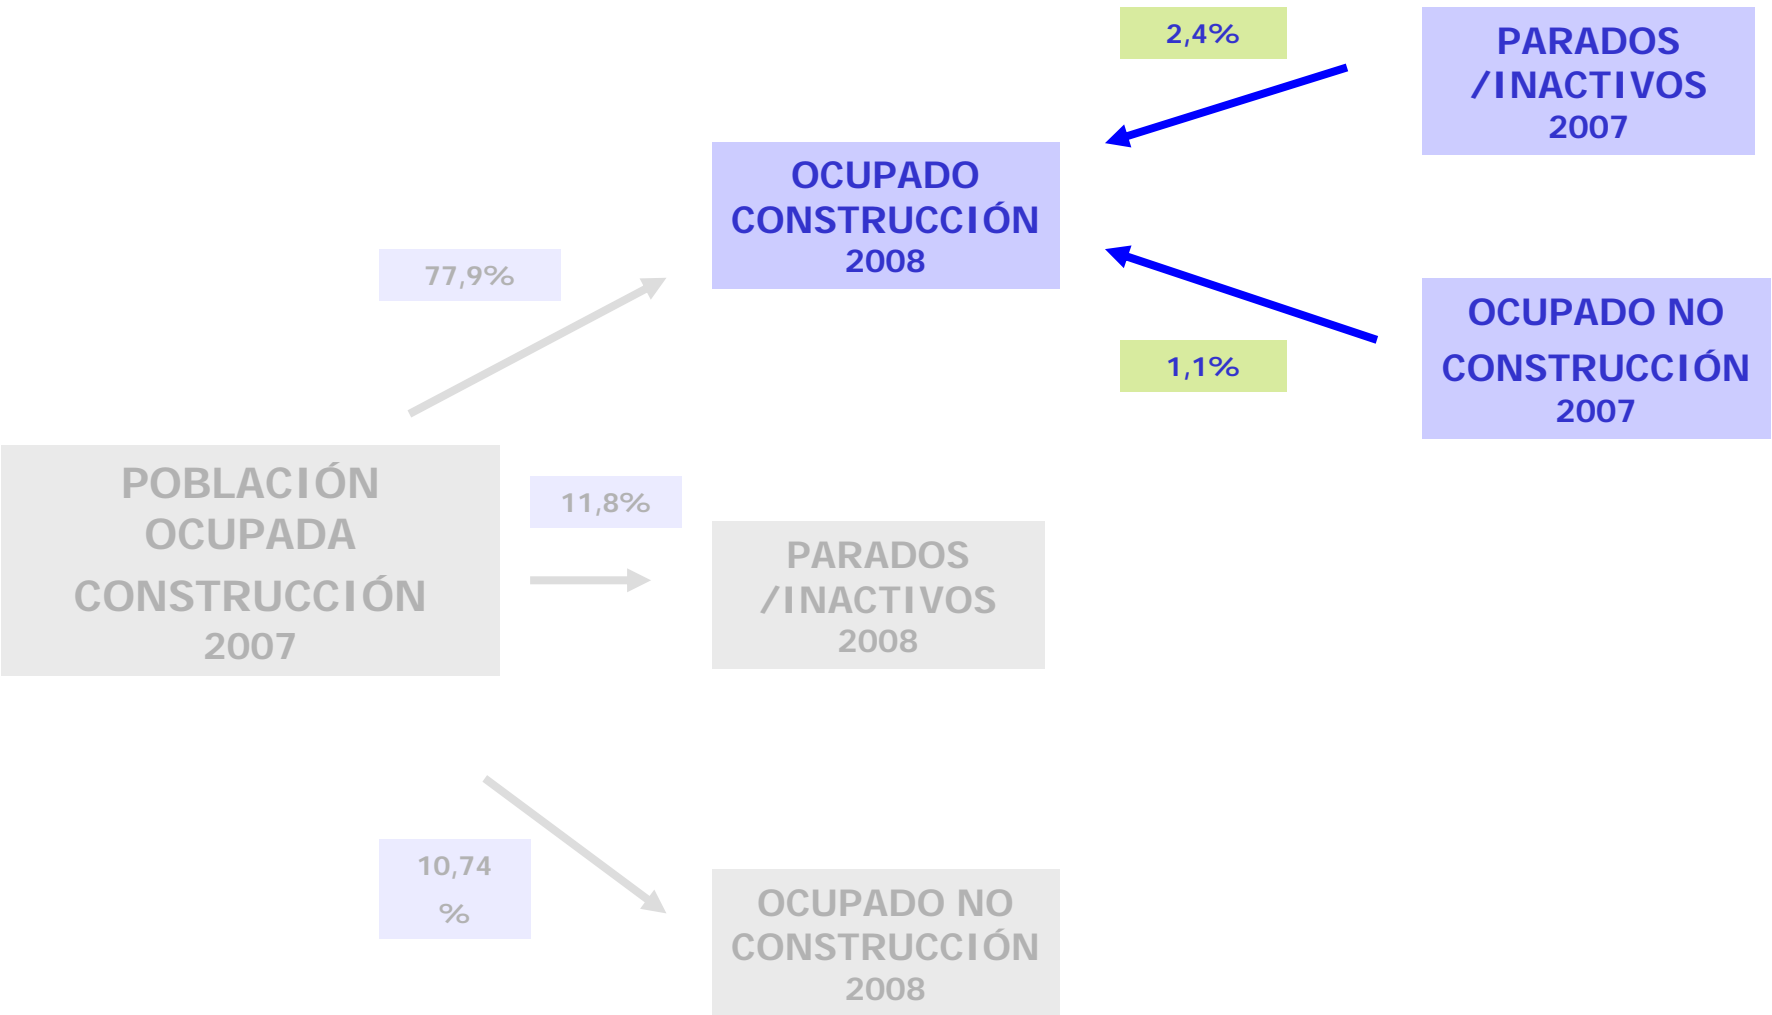 2,4%
PARADOS
/INACTIVOS
2007
OCUPADO
CONSTRUCCIÓN
2008
77,9%
OCUPADO NO
CONSTRUCCIÓN
2007
1,1%
POBLACIÓN
OCUPADA
CONSTRUCCIÓN
2007
11,8%
PARADOS
/INACTIVOS
2008
10,74
%
OCUPADO NO
CONSTRUCCIÓN
2008